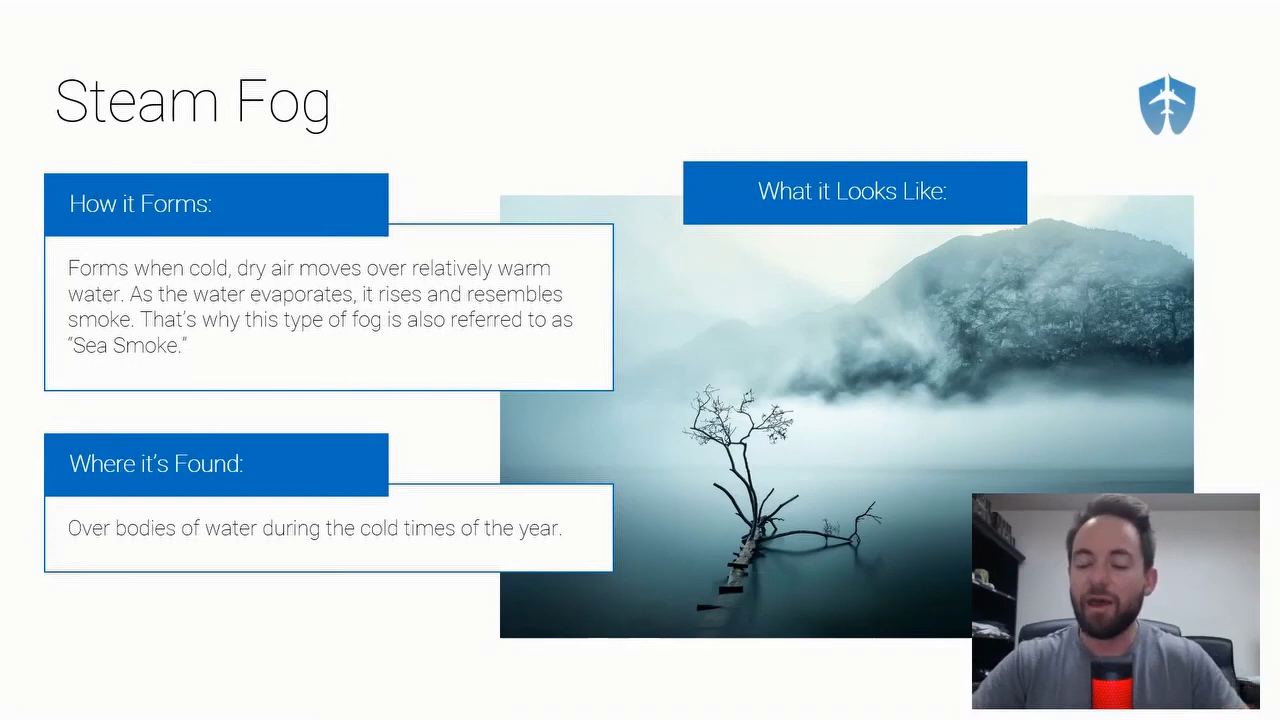 Steam Fog
How it Forms:
Forms when cold, dry air moves over relatively warm
water. As the water evaporates, it rises and resembles
smoke. That's why this type of fog is also referred to as
"Sea Smoke."
Where it's Found:
Over bodies of water during the cold times of the year.
What it Looks Like: